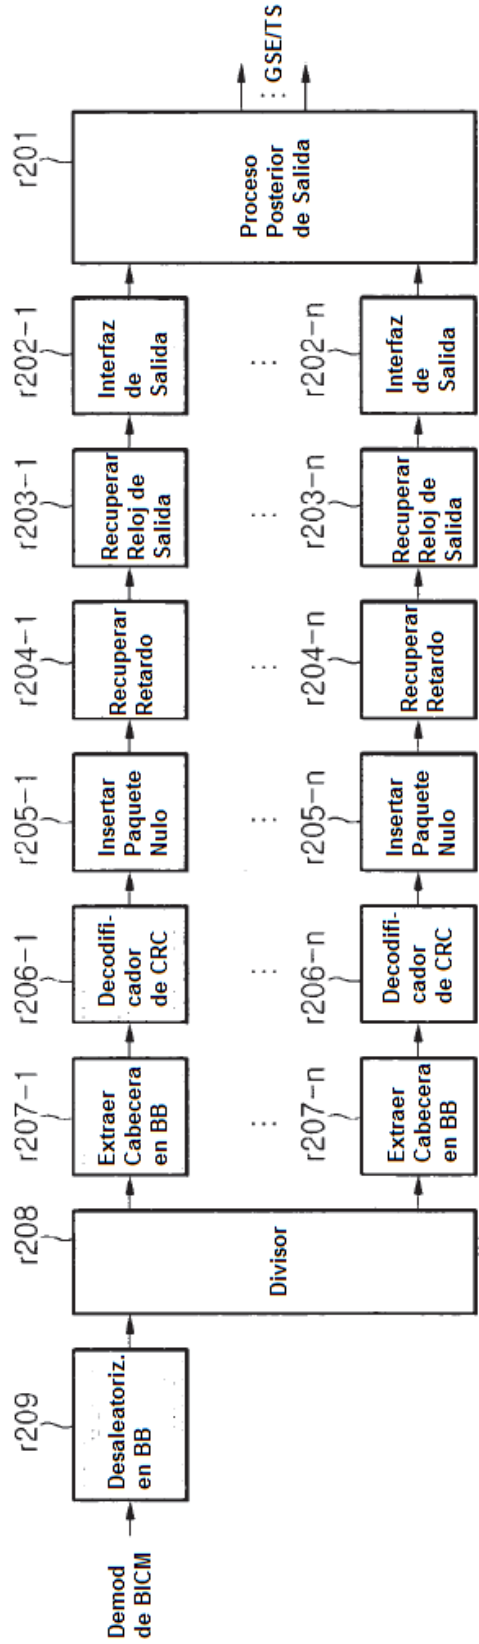 r209
r208
r207-1
r206-1
r205-1
r204-1
r203-1
r202-1
r201
Demod
de BICM
Desaleatoriz.
en BB
Divisor
Extraer
Cabecera
en BB
Decodifi-
cador
de CRC
Insertar
Paquete
Nulo
Recuperar
Retardo
Recuperar
Reloj de
Salida
Interfaz
de
Salida
Proceso
Posterior
de Salida
GSE/TS
r207-n
r206-n
r205-n
r204-n
r203-n
r202-n
Extraer
Cabecera
en BB
Decodifi-
cador
de CRC
Insertar
Paquete
Nulo
Recuperar
Retardo
Recuperar
Reloj de
Salida
Interfaz
de
Salida